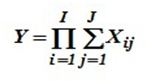 Y = ∏_{i=1}^{I} ∑_{j=1}^{J} X_{ij}